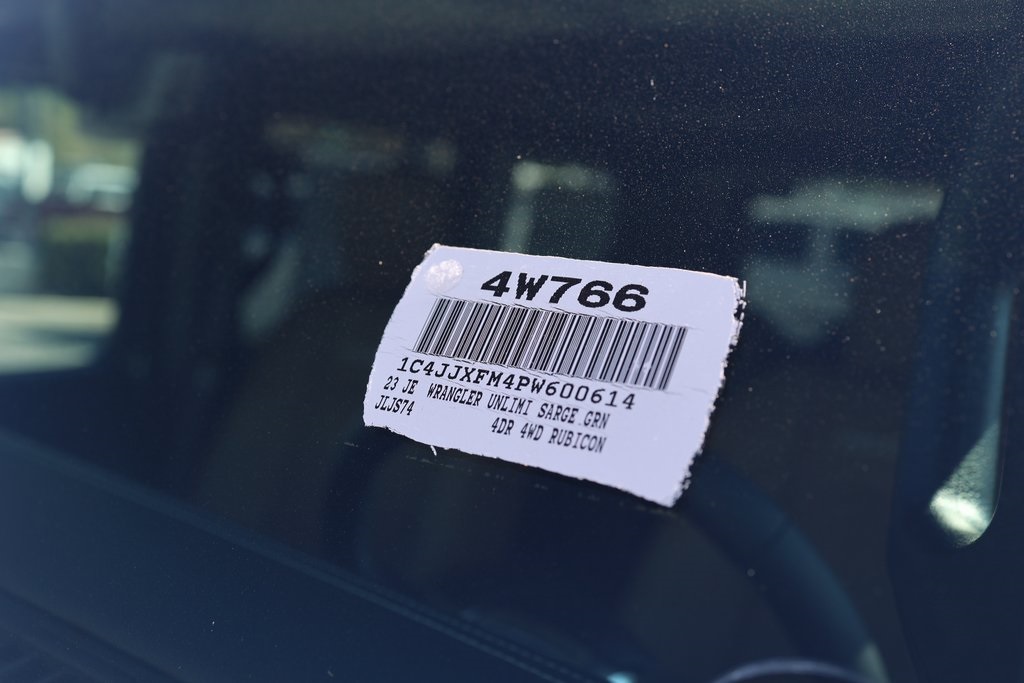 4W766
1C4JJXFM4PW600614
23 JE WRANGLER UNLIMI SARGE GRN
JLJS74 4DR 4WD RUBICON